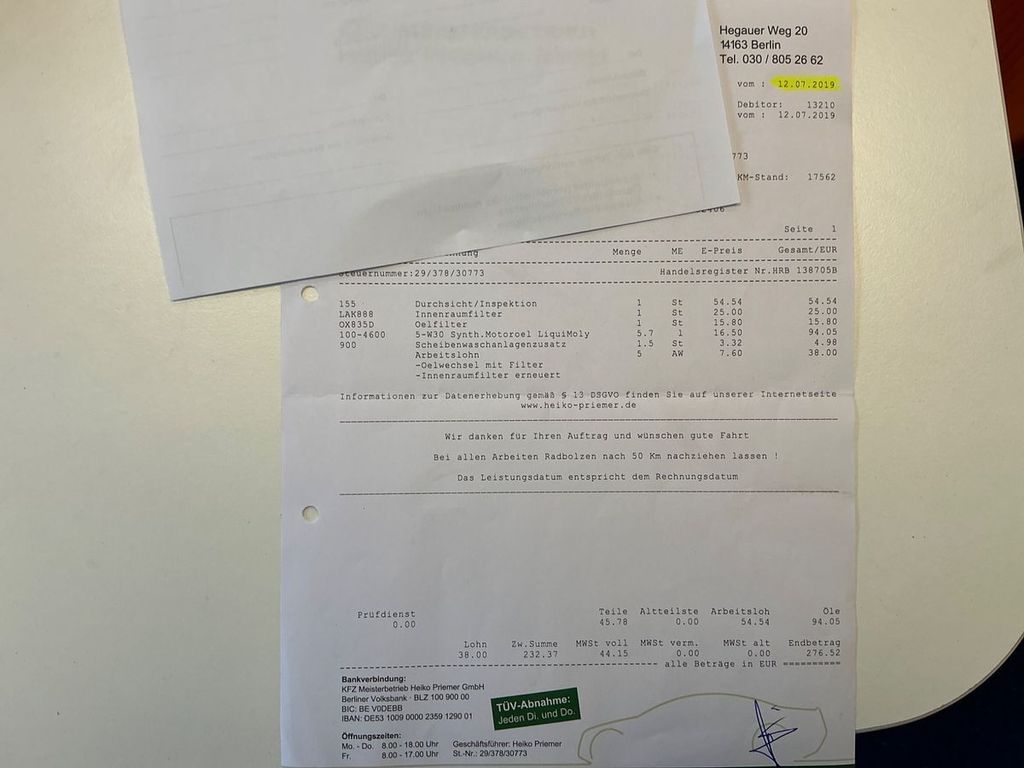 Hegauer Weg 20
14163 Berlin
Tel. 030 / 805 26 62
vom : 12.07.2019
Debitor: 13210
vom : 12.07.2019
773
KM-Stand: 17562
Seite 1
Menge ME E-Preis Gesamt/EUR
Steuernummer:29/378/30773 Handelsregister Nr.HRB 138705B
155 Durchsicht/Inspektion 1 St 54.54 54.54
LAK888 Innenraumfilter 1 St 25.00 25.00
OX835D Oelfilter 1 St 15.80 15.80
100-4600 5-W30 Synth.Motoroel LiquiMoly 5.7 l 16.50 94.05
900 Scheibenwaschanlagenzusatz 1.5 St 3.32 4.98
Arbeitslohn 5 AW 7.60 38.00
-Oelwechsel mit Filter
-Innenraumfilter erneuert
Informationen zur Datenerhebung gemäß § 13 DSGVO finden Sie auf unserer Internetseite
www.heiko-priemer.de
Wir danken für Ihren Auftrag und wünschen gute Fahrt
Bei allen Arbeiten Radbolzen nach 50 Km nachziehen lassen !
Das Leistungsdatum entspricht dem Rechnungsdatum
Prüfdienst Teile Altteilste Arbeitsloh Öle
0.00 45.78 0.00 54.54 94.05
Lohn Zw.Summe MWSt voll MWSt verm. MWSt alt Endbetrag
38.00 232.37 44.15 0.00 0.00 276.52
alle Beträge in EUR ==========
Bankverbindung:
KFZ Meisterbetrieb Heiko Priemer GmbH
Berliner Volksbank · BLZ 100 900 00
BIC: BE V0DEBB
IBAN: DE53 1009 0000 2359 1290 01
TÜV-Abnahme:
Jeden Di. und Do.
Öffnungszeiten:
Mo. - Do. 8.00 - 18.00 Uhr Geschäftsführer: Heiko Priemer
Fr. 8.00 - 17.00 Uhr St.-Nr.: 29/378/30773